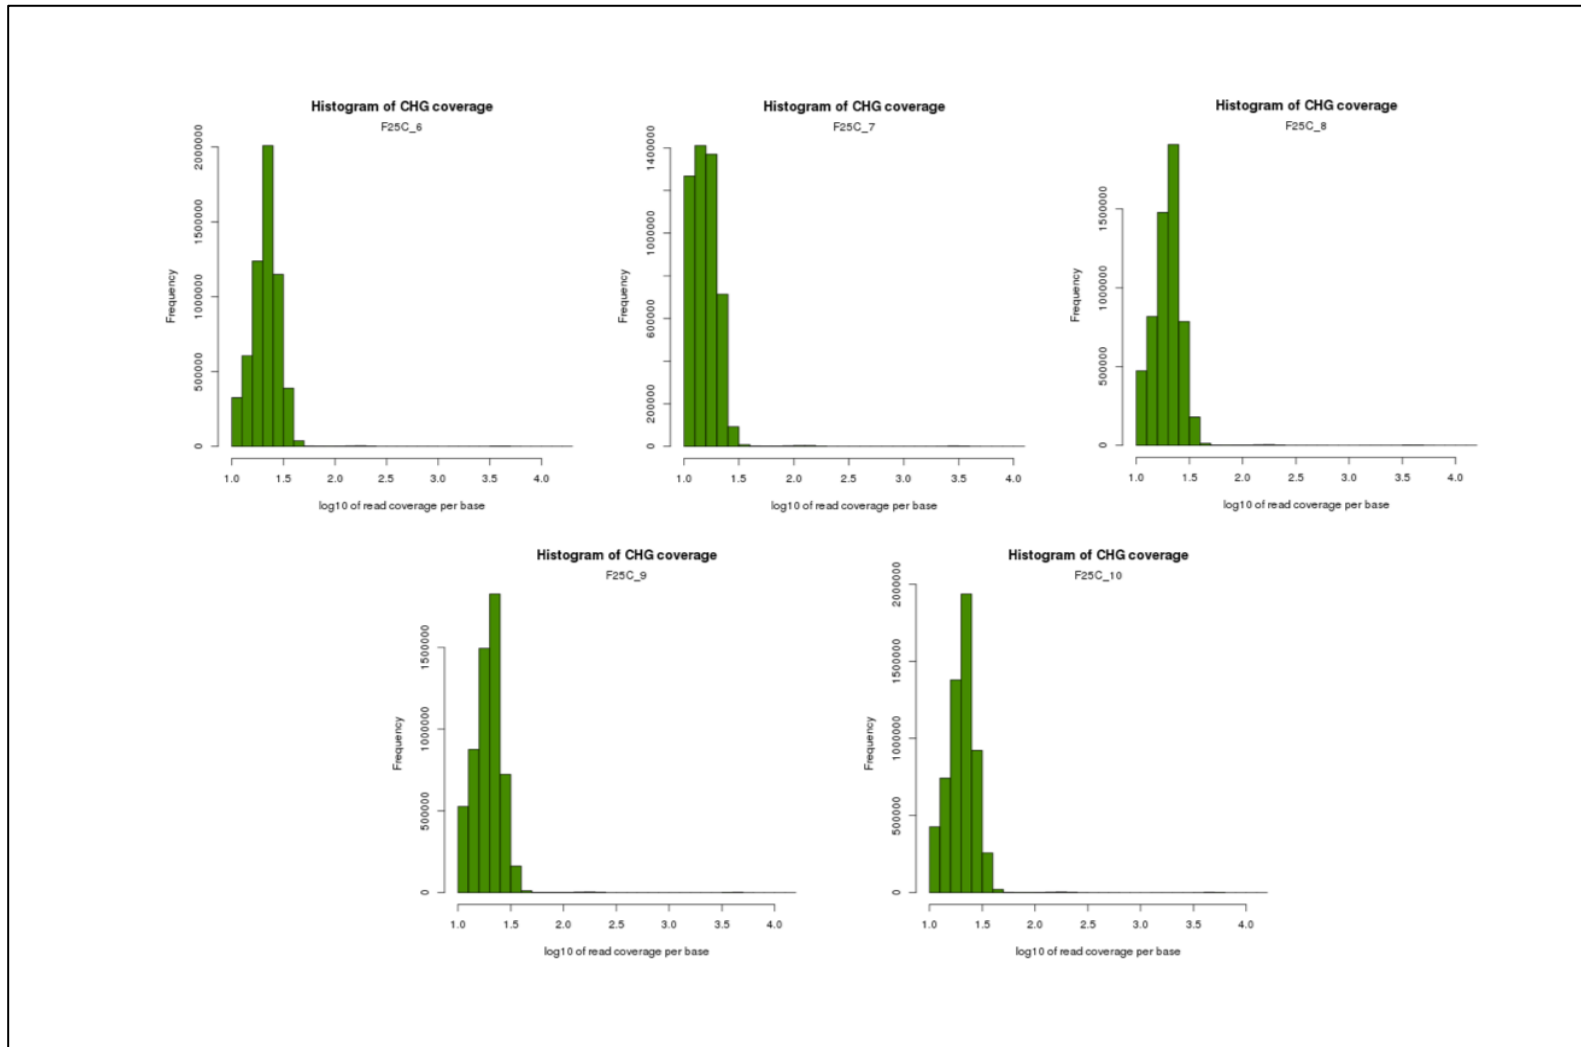 Histogram of CHG coverage
F25C_6
Frequency
0
500000
1000000
1500000
2000000
1.0 1.5 2.0 2.5 3.0 3.5 4.0
log10 of read coverage per base
Histogram of CHG coverage
F25C_7
Frequency
0
200000
600000
1000000
1400000
1.0 1.5 2.0 2.5 3.0 3.5 4.0
log10 of read coverage per base
Histogram of CHG coverage
F25C_8
Frequency
0
500000
1000000
1500000
1.0 1.5 2.0 2.5 3.0 3.5 4.0
log10 of read coverage per base
Histogram of CHG coverage
F25C_9
Frequency
0
500000
1000000
1500000
1.0 1.5 2.0 2.5 3.0 3.5 4.0
log10 of read coverage per base
Histogram of CHG coverage
F25C_10
Frequency
0
500000
1000000
1500000
2000000
1.0 1.5 2.0 2.5 3.0 3.5 4.0
log10 of read coverage per base